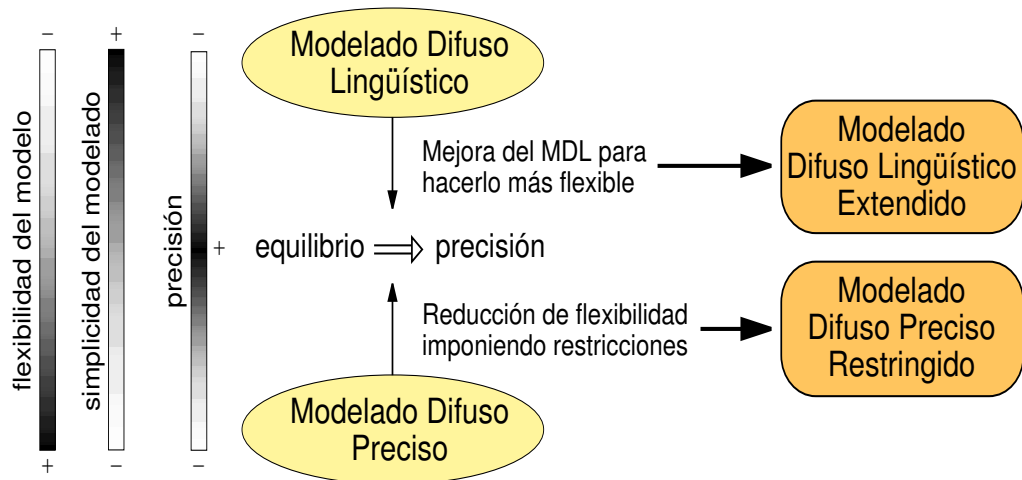 −
+
−
flexibilidad del modelo
simplicidad del modelado
precisión
+
+
−
−
Modelado Difuso
Lingüístico
Mejora del MDL para
hacerlo más flexible
Modelado
Difuso Lingüístico
Extendido
equilibrio ⇒ precisión
Reducción de flexibilidad
imponiendo restricciones
Modelado
Difuso Preciso
Restringido
Modelado Difuso
Preciso